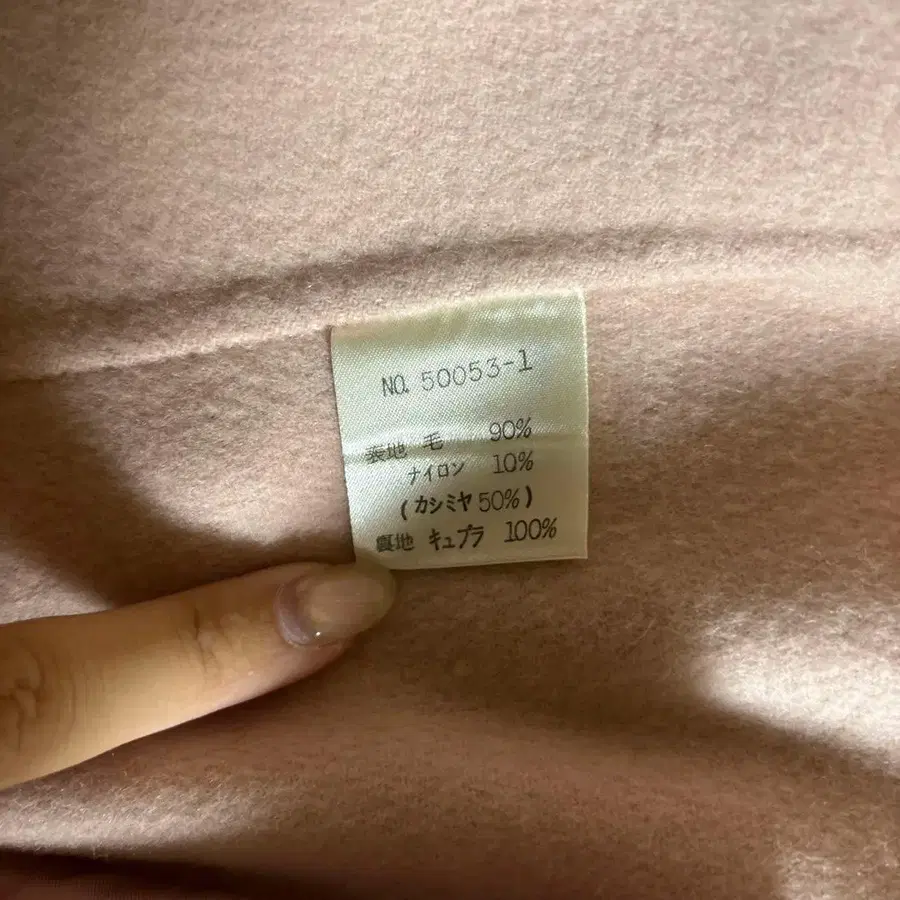 NO. 50053-1
表地 毛 90%
ナイロン 10%
(カシミヤ 50%)
裏地 キュプラ 100%